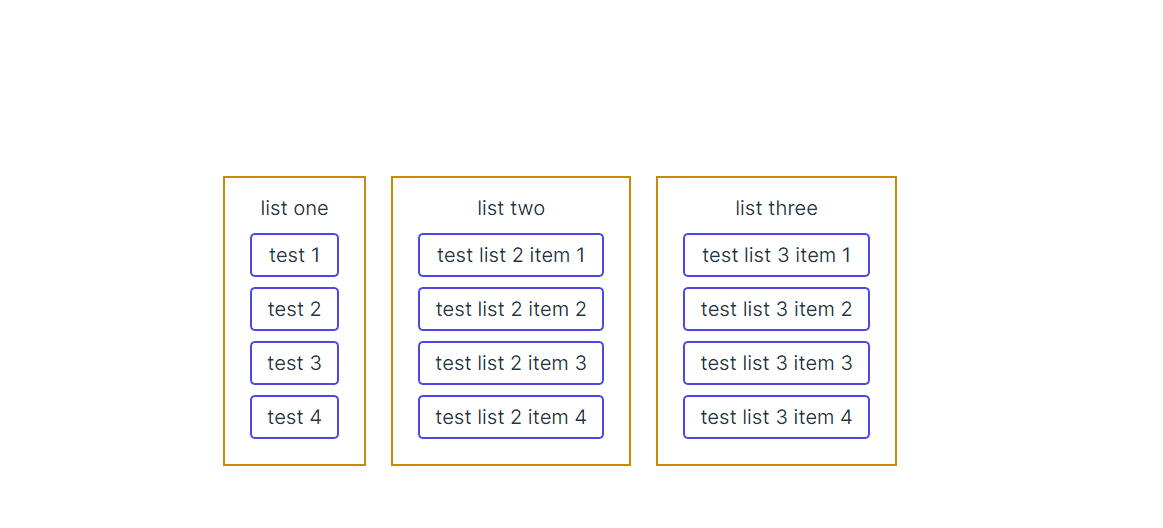 list one
test 1
test 2
test 3
test 4
list two
test list 2 item 1
test list 2 item 2
test list 2 item 3
test list 2 item 4
list three
test list 3 item 1
test list 3 item 2
test list 3 item 3
test list 3 item 4